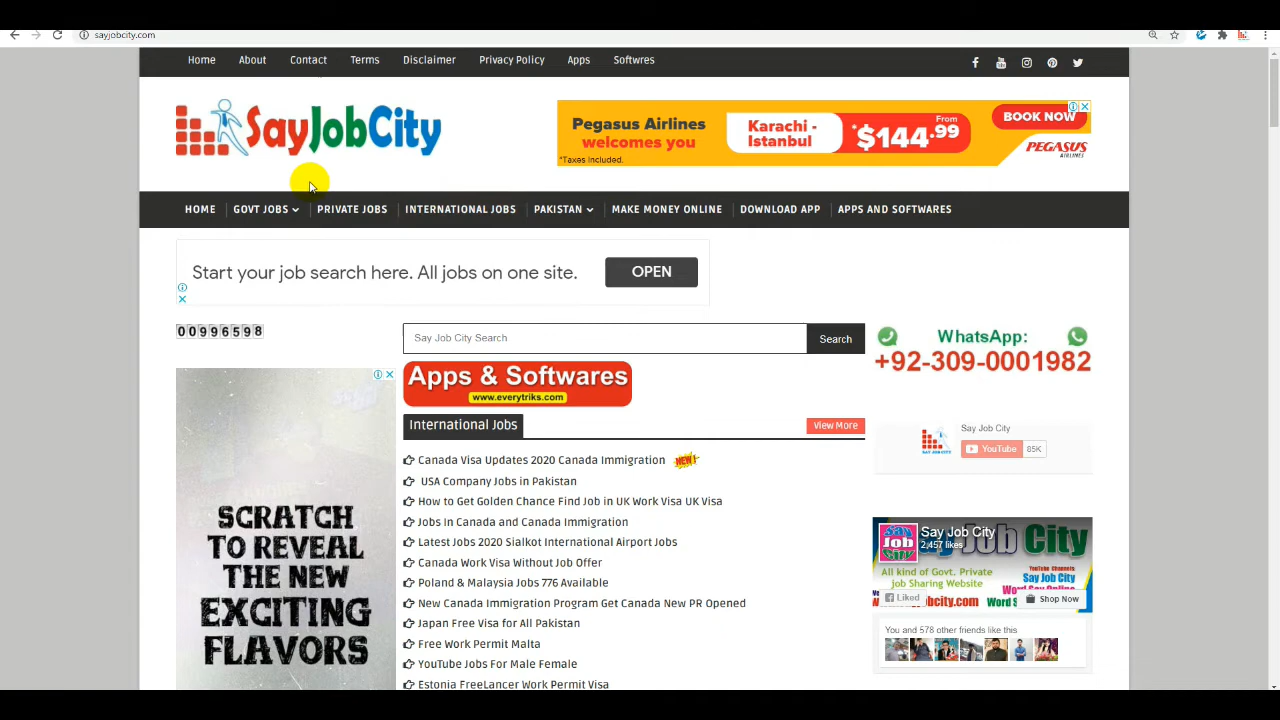 sayjobcity.com
Home About Contact Terms Disclaimer Privacy Policy Apps Softwres
SayJobCity
Pegasus Airlines
welcomes you
*Taxes Included.
Karachi -
Istanbul
From
*$144.99
BOOK NOW
PEGASUS
AIRLINES
HOME GOVT JOBS PRIVATE JOBS INTERNATIONAL JOBS PAKISTAN MAKE MONEY ONLINE DOWNLOAD APP APPS AND SOFTWARES
Start your job search here. All jobs on one site.
OPEN
00996598
Say Job City Search
Search
WhatsApp:
+92-309-0001982
Apps & Softwares
www.everytriks.com
International Jobs
View More
Canada Visa Updates 2020 Canada Immigration NEW!
USA Company Jobs in Pakistan
How to Get Golden Chance Find Job in UK Work Visa UK Visa
Jobs In Canada and Canada Immigration
Latest Jobs 2020 Sialkot International Airport Jobs
Canada Work Visa Without Job Offer
Poland & Malaysia Jobs 776 Available
New Canada Immigration Program Get Canada New PR Opened
Japan Free Visa for All Pakistan
Free Work Permit Malta
YouTube Jobs For Male Female
Estonia FreeLancer Work Permit Visa
SCRATCH
TO REVEAL
THE NEW
EXCITING
FLAVORS
SAY JOB CITY
Say Job City
YouTube 85K
Say
Job
City
Say Job City
2,457 likes
Job City
All kind of Govt, Private
job Sharing Website
YouTube Channels
Say Job City
Liked
Shop Now
You and 578 other friends like this